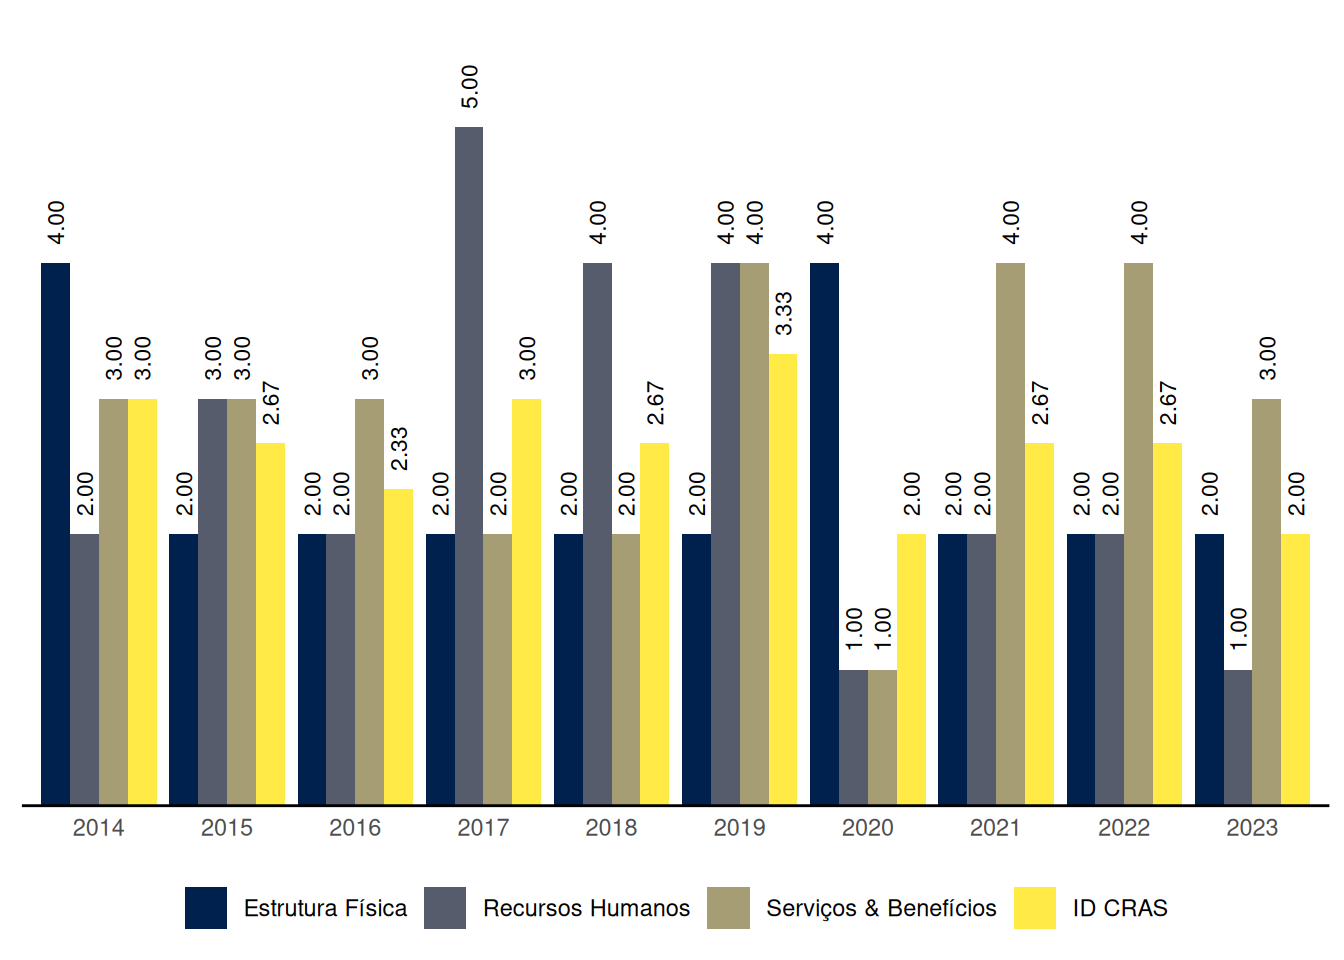 5.00
4.00 4.00 4.00 4.00 4.00 4.00 4.00
3.33
3.00 3.00 3.00 3.00 3.00 3.00 3.00
2.67 2.67 2.67 2.67
2.33
2.00 2.00 2.00 2.00 2.00 2.00 2.00 2.00 2.00 2.00 2.00 2.00 2.00 2.00 2.00 2.00
1.00 1.00 1.00
2014 2015 2016 2017 2018 2019 2020 2021 2022 2023
Estrutura Física Recursos Humanos Serviços & Benefícios ID CRAS